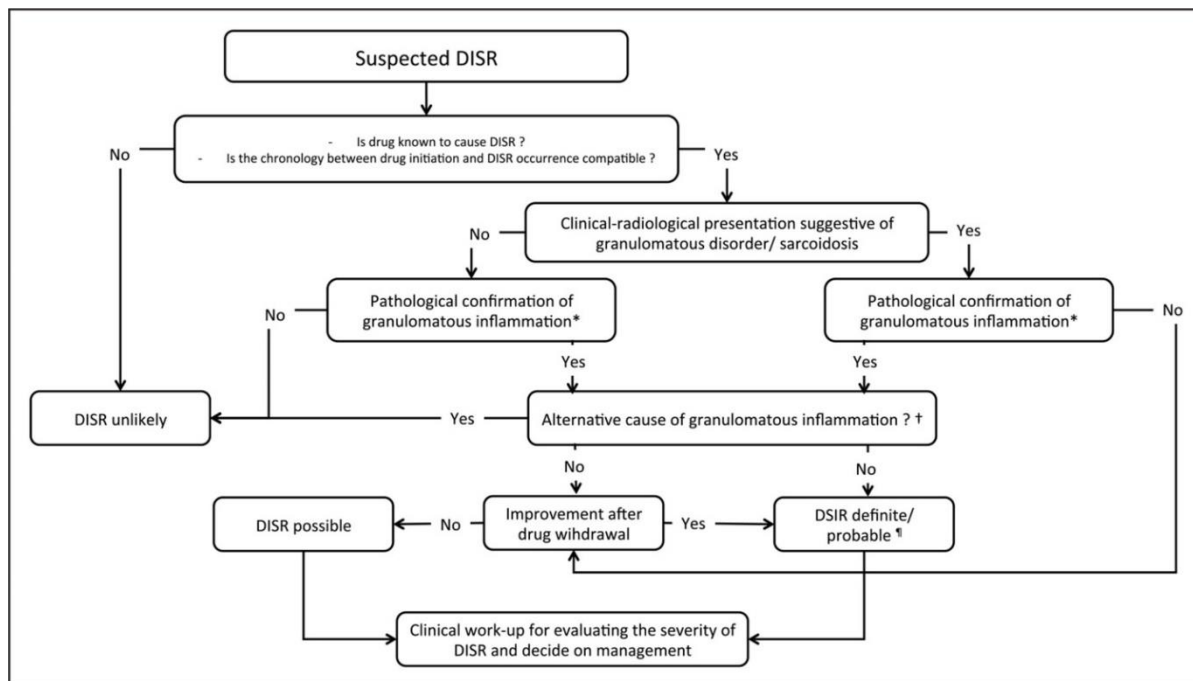 Suspected DISR
- Is drug known to cause DISR ?
- Is the chronology between drug initiation and DISR occurrence compatible ?
No
Yes
Clinical-radiological presentation suggestive of
granulomatous disorder/ sarcoidosis
No
Yes
Pathological confirmation of
granulomatous inflammation*
Pathological confirmation of
granulomatous inflammation*
No
No
Yes
Yes
DISR unlikely
Yes
Alternative cause of granulomatous inflammation ? †
No
No
DISR possible
No
Improvement after
drug wihdrawal
Yes
DSIR definite/
probable ¶
Clinical work-up for evaluating the severity of
DISR and decide on management